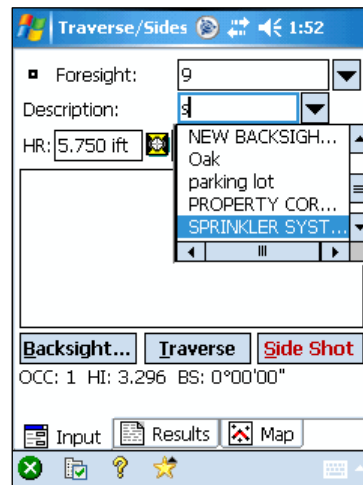 Traverse/Sides 1:52
Foresight: 9
Description: s
HR: 5.750 ift
NEW BACKSIGH...
Oak
parking lot
PROPERTY COR...
SPRINKLER SYST...
Backsight... Traverse Side Shot
OCC: 1 HI: 3.296 BS: 0°00'00"
Input Results Map